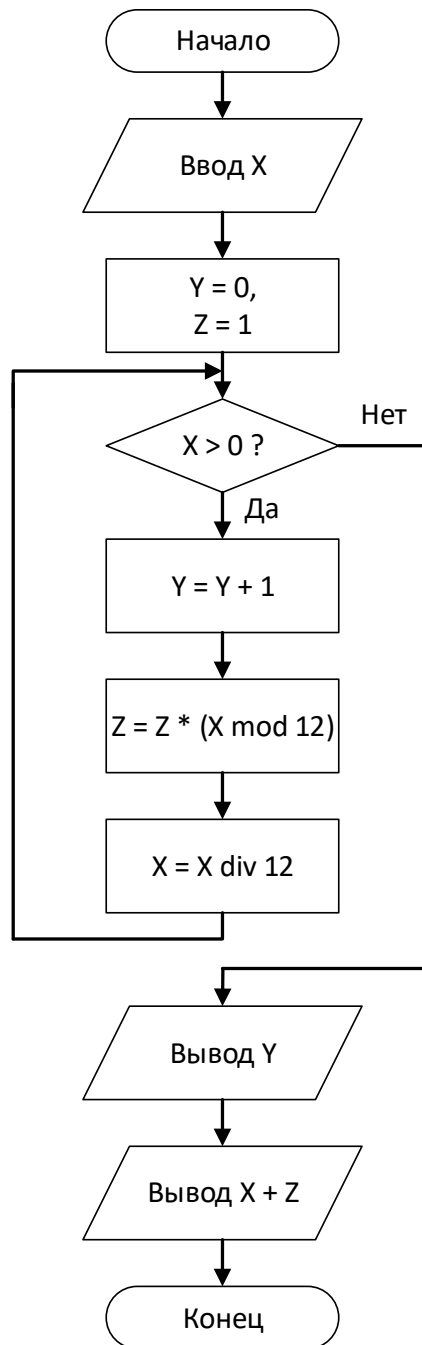 Начало
Ввод X
Y = 0,
Z = 1
X > 0 ?
Нет
Да
Y = Y + 1
Z = Z * (X mod 12)
X = X div 12
Вывод Y
Вывод X + Z
Конец